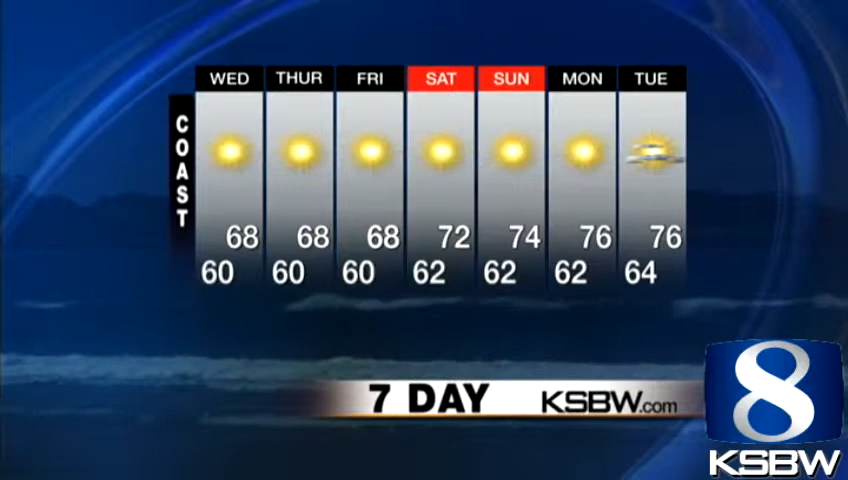 WED THUR FRI SAT SUN MON TUE
COAST
68 68 68 72 74 76 76
60 60 60 62 62 62 64
7 DAY KSBW.com
8
KSBW